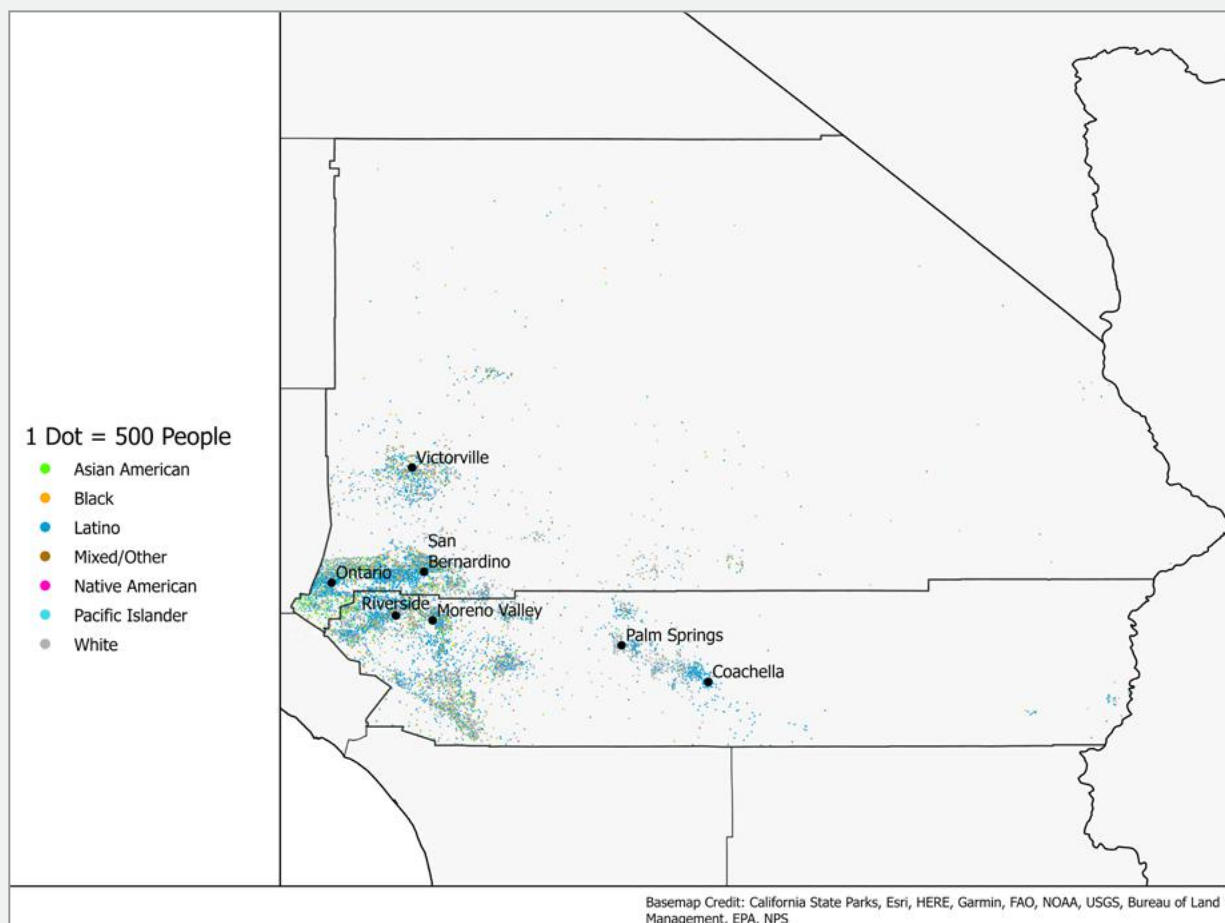 1 Dot = 500 People
Asian American
Black
Latino
Mixed/Other
Native American
Pacific Islander
White
Victorville
San
Bernardino
Ontario
Riverside
Moreno Valley
Palm Springs
Coachella
Basemap Credit: California State Parks, Esri, HERE, Garmin, FAO, NOAA, USGS, Bureau of Land
Management, EPA, NPS